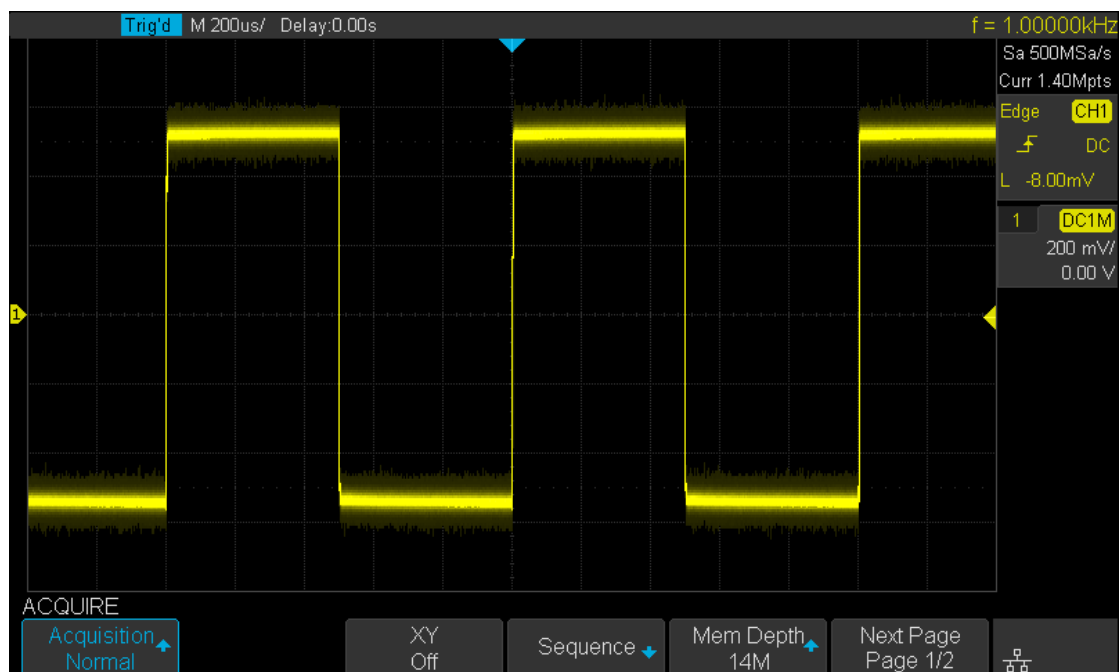 Trig'd M 200us/ Delay:0.00s f = 1.00000kHz
Sa 500MSa/s
Curr 1.40Mpts
Edge CH1
DC
L -8.00mV
1 DC1M
200 mV/
0.00 V
1
ACQUIRE
Acquisition
Normal
XY
Off
Sequence
Mem Depth
14M
Next Page
Page 1/2